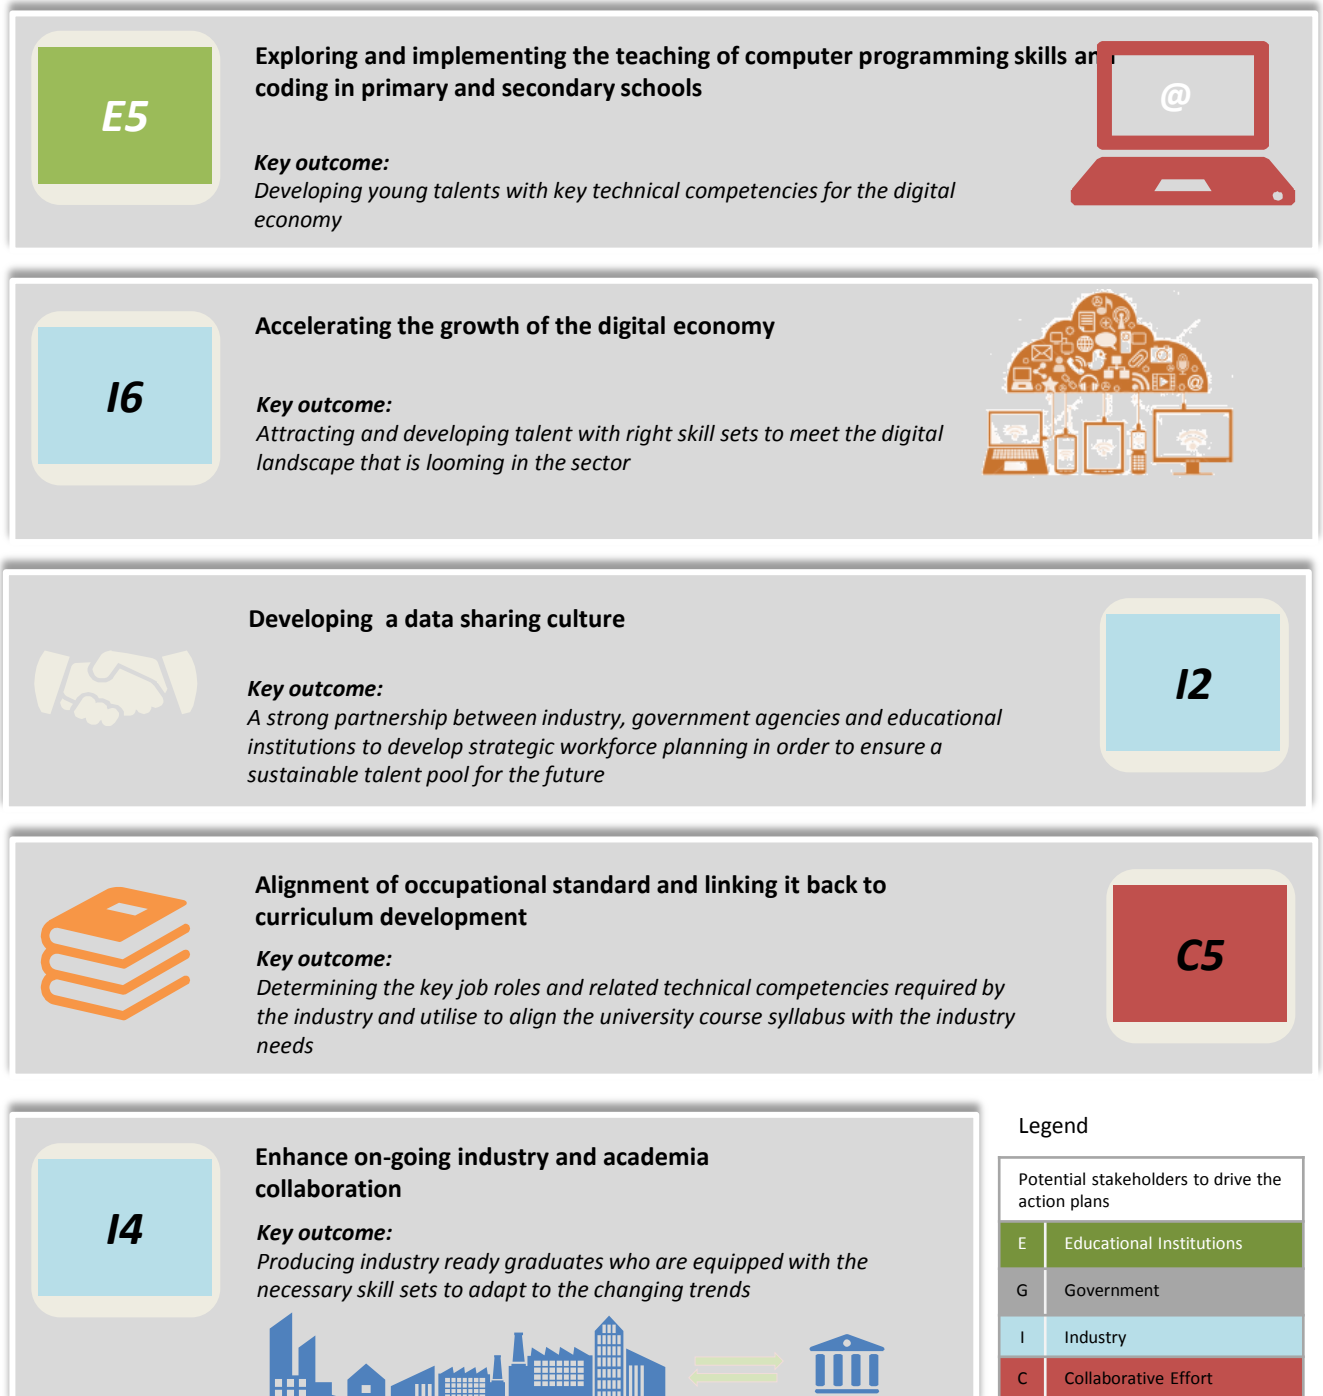 E5
Exploring and implementing the teaching of computer programming skills and
coding in primary and secondary schools
Key outcome:
Developing young talents with key technical competencies for the digital
economy
@
I6
Accelerating the growth of the digital economy
Key outcome:
Attracting and developing talent with right skill sets to meet the digital
landscape that is looming in the sector
Developing a data sharing culture
Key outcome:
A strong partnership between industry, government agencies and educational
institutions to develop strategic workforce planning in order to ensure a
sustainable talent pool for the future
I2
Alignment of occupational standard and linking it back to
curriculum development
Key outcome:
Determining the key job roles and related technical competencies required by
the industry and utilise to align the university course syllabus with the industry
needs
C5
I4
Enhance on-going industry and academia
collaboration
Key outcome:
Producing industry ready graduates who are equipped with the
necessary skill sets to adapt to the changing trends
Legend
Potential stakeholders to drive the
action plans
E Educational Institutions
G Government
I Industry
C Collaborative Effort